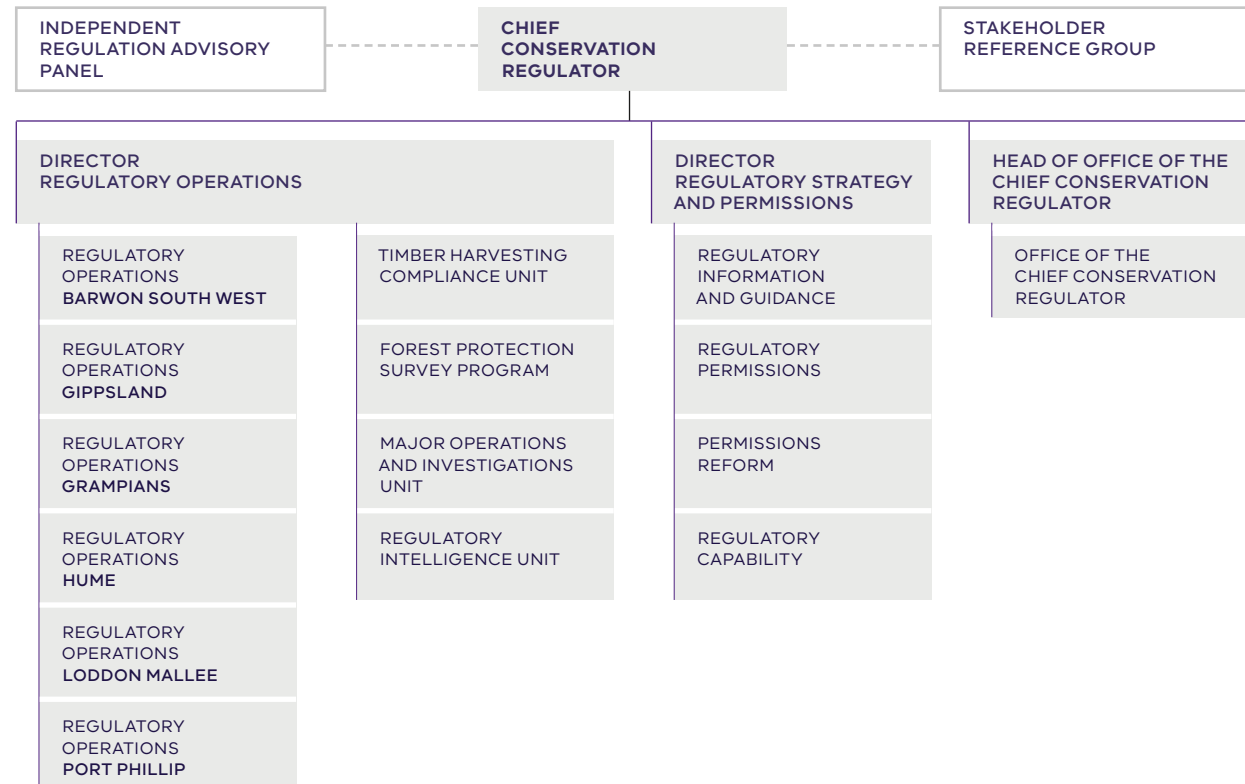 INDEPENDENT
REGULATION ADVISORY
PANEL
CHIEF
CONSERVATION
REGULATOR
STAKEHOLDER
REFERENCE GROUP
DIRECTOR
REGULATORY OPERATIONS
REGULATORY
OPERATIONS
BARWON SOUTH WEST
REGULATORY
OPERATIONS
GIPPSLAND
REGULATORY
OPERATIONS
GRAMPIANS
REGULATORY
OPERATIONS
HUME
REGULATORY
OPERATIONS
LODDON MALLEE
REGULATORY
OPERATIONS
PORT PHILLIP
TIMBER HARVESTING
COMPLIANCE UNIT
FOREST PROTECTION
SURVEY PROGRAM
MAJOR OPERATIONS
AND INVESTIGATIONS
UNIT
REGULATORY
INTELLIGENCE UNIT
DIRECTOR
REGULATORY STRATEGY
AND PERMISSIONS
REGULATORY
INFORMATION
AND GUIDANCE
REGULATORY
PERMISSIONS
PERMISSIONS
REFORM
REGULATORY
CAPABILITY
HEAD OF OFFICE OF THE
CHIEF CONSERVATION
REGULATOR
OFFICE OF THE
CHIEF CONSERVATION
REGULATOR